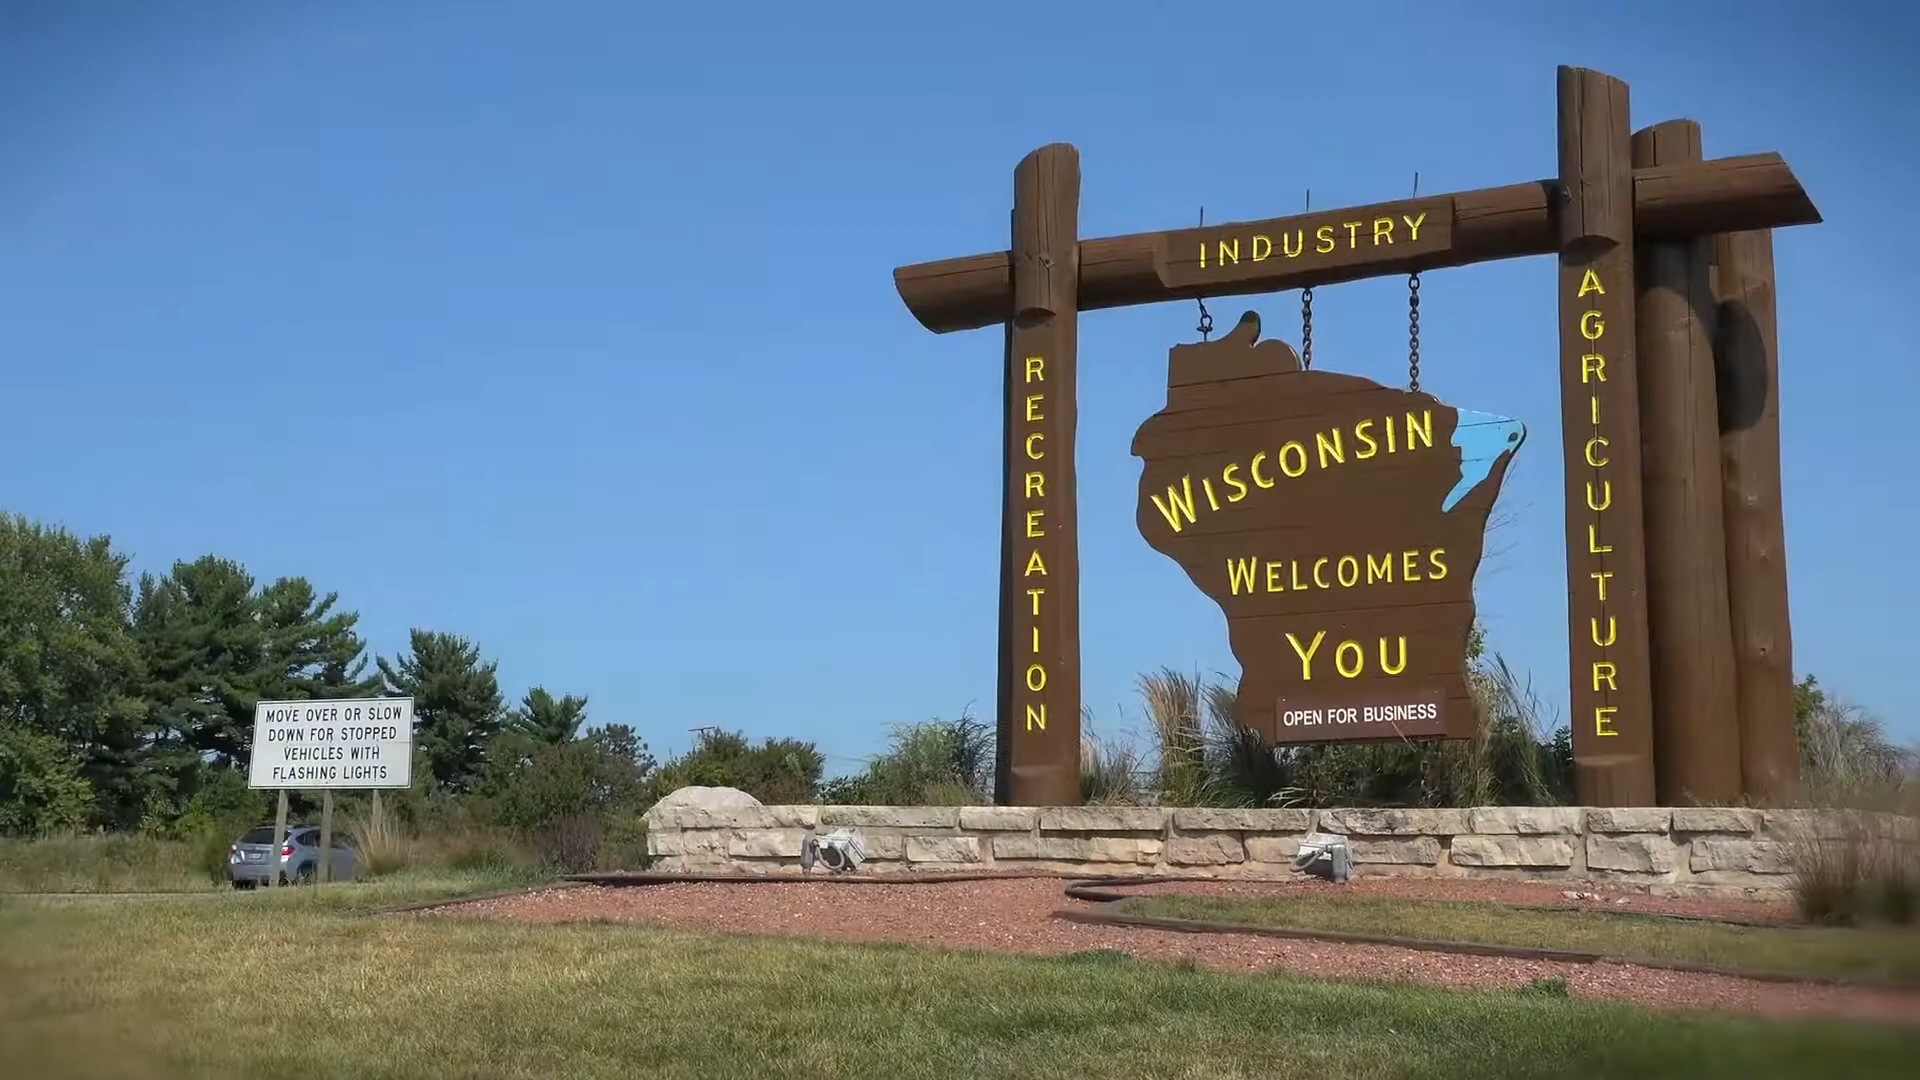 INDUSTRY
RECREATION
AGRICULTURE
WISCONSIN
WELCOMES
YOU
OPEN FOR BUSINESS
MOVE OVER OR SLOW
DOWN FOR STOPPED
VEHICLES WITH
FLASHING LIGHTS